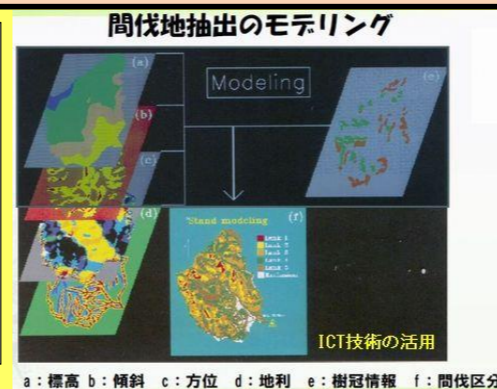 間伐地抽出のモデリング
(a)
Modeling
(e)
(b)
(c)
(d)
Stand modeling
(f)
ICT技術の活用
a：標高 b：傾斜 c：方位 d：地利 e：樹冠情報 f：間伐区分